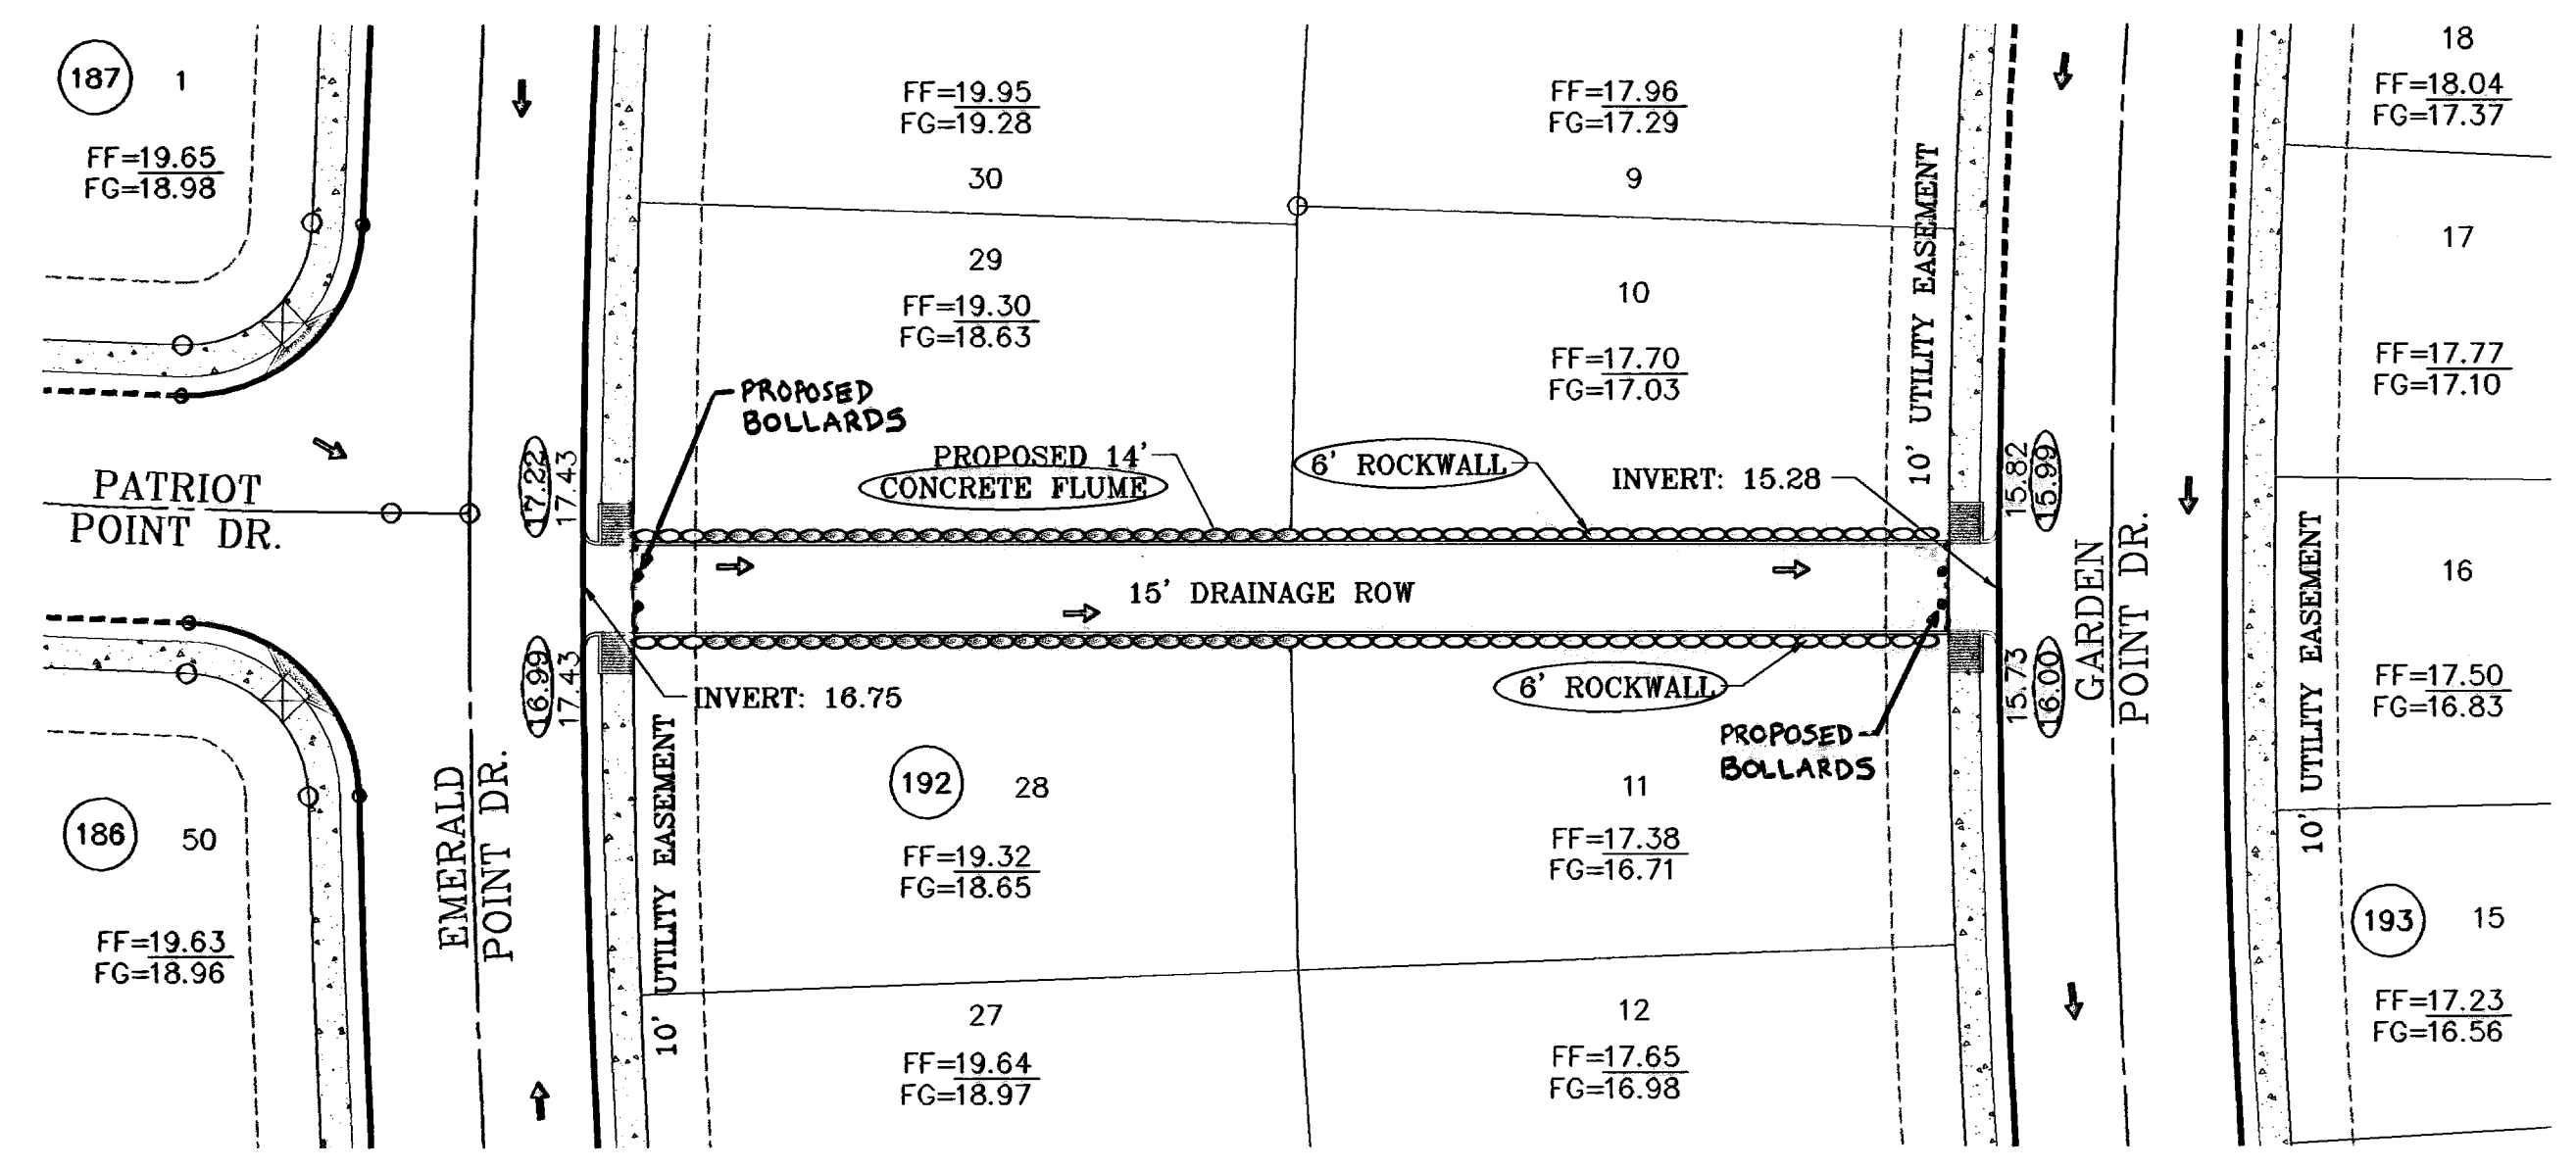 187
1
FF=19.65
FG=18.98
PATRIOT
POINT DR.
186
50
FF=19.63
FG=18.96
EMERALD
POINT DR.
17.22
17.43
16.99
17.43
FF=19.95
FG=19.28
30
29
FF=19.30
FG=18.63
PROPOSED
BOLLARDS
PROPOSED 14'
CONCRETE FLUME
6' ROCKWALL
INVERT: 15.28
15' DRAINAGE ROW
INVERT: 16.75
6' ROCKWALL
PROPOSED
BOLLARDS
10' UTILITY EASEMENT
192
28
FF=19.32
FG=18.65
27
FF=19.64
FG=18.97
FF=17.96
FG=17.29
9
10
FF=17.70
FG=17.03
11
FF=17.38
FG=16.71
12
FF=17.65
FG=16.98
10' UTILITY EASEMENT
15.82
15.99
15.73
16.00
GARDEN
POINT DR.
10' UTILITY EASEMENT
18
FF=18.04
FG=17.37
17
FF=17.77
FG=17.10
16
FF=17.50
FG=16.83
193
15
FF=17.23
FG=16.56